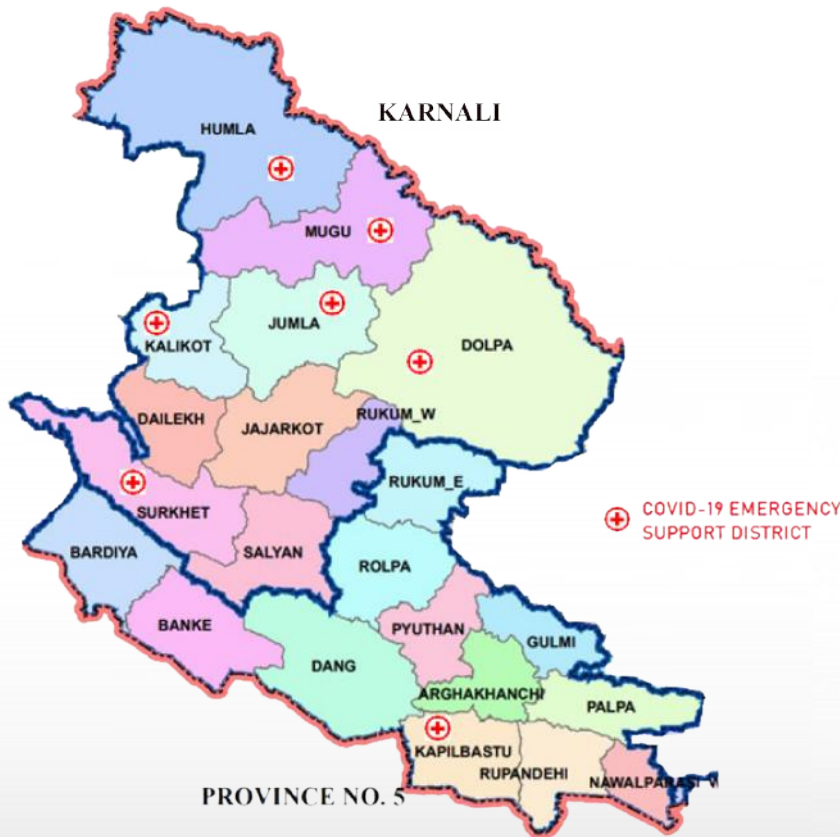 KARNALI
HUMLA
MUGU
JUMLA
KALIKOT
DOLPA
DAILEKH
JAJARKOT
RUKUM_W
RUKUM_E
SURKHET
COVID-19 EMERGENCY
SUPPORT DISTRICT
BARDIYA
SALYAN
ROLPA
BANKE
PYUTHAN
GULMI
DANG
ARGHAKHANCHI
PALPA
KAPILBASTU
RUPANDEHI
NAWALPARASI
PROVINCE NO. 5